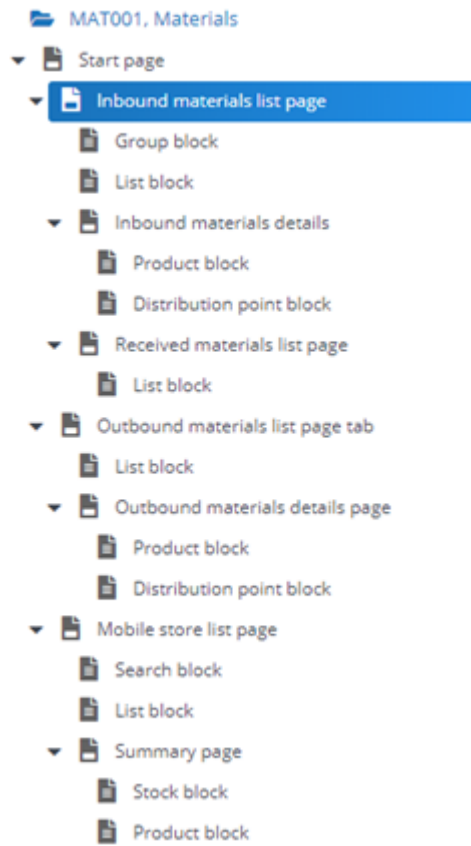 MAT001, Materials
Start page
Inbound materials list page
Group block
List block
Inbound materials details
Product block
Distribution point block
Received materials list page
List block
Outbound materials list page tab
List block
Outbound materials details page
Product block
Distribution point block
Mobile store list page
Search block
List block
Summary page
Stock block
Product block